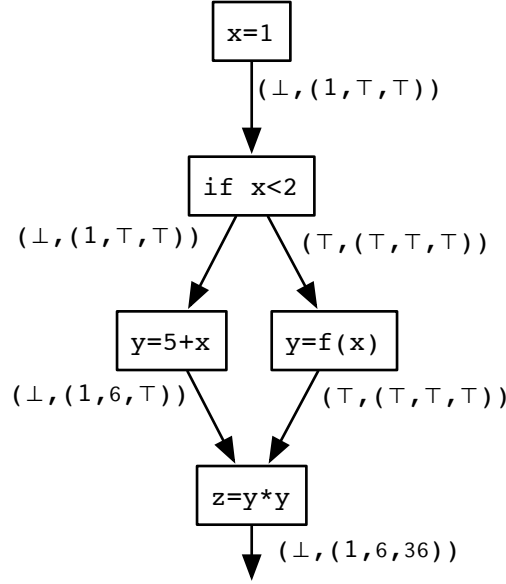 x=1
(⊥,(1,⊤,⊤))
if x<2
(⊥,(1,⊤,⊤))
(⊤,(⊤,⊤,⊤))
y=5+x
y=f(x)
(⊥,(1,6,⊤))
(⊤,(⊤,⊤,⊤))
z=y*y
(⊥,(1,6,36))